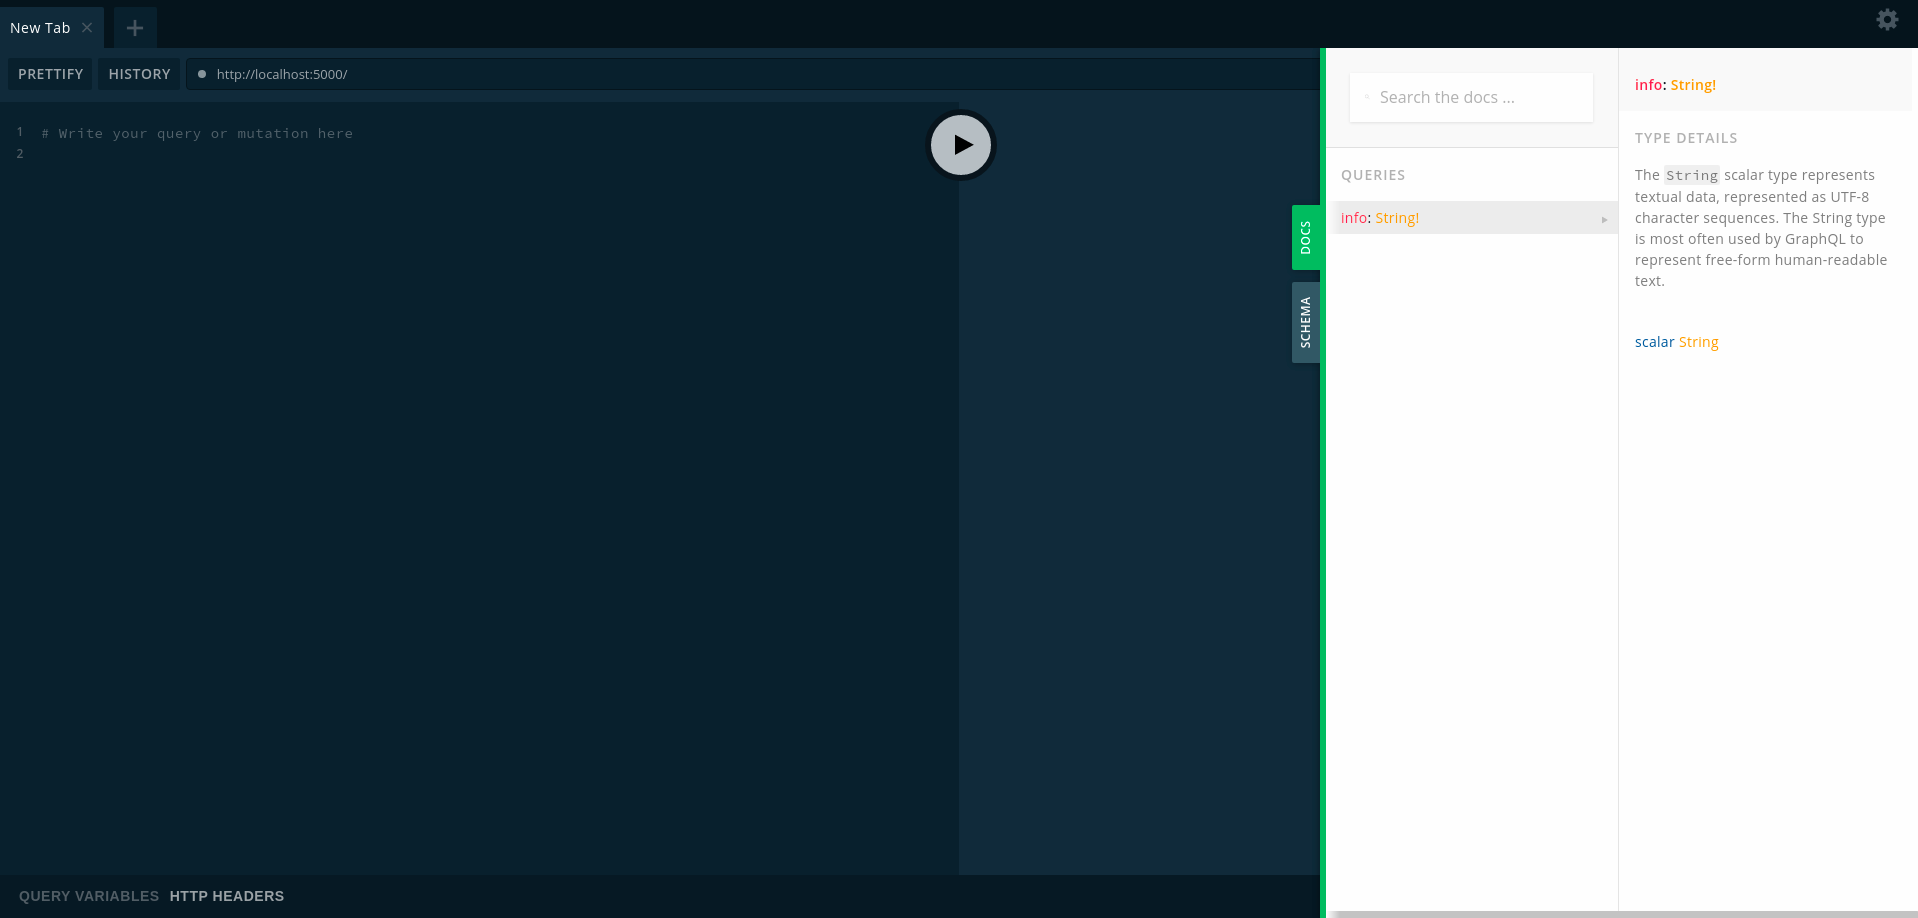 New Tab
PRETTIFY HISTORY http://localhost:5000/
1 # Write your query or mutation here
2
DOCS
SCHEMA
Search the docs ...
QUERIES
info: String!
info: String!
TYPE DETAILS
The String scalar type represents
textual data, represented as UTF-8
character sequences. The String type
is most often used by GraphQL to
represent free-form human-readable
text.
scalar String
QUERY VARIABLES HTTP HEADERS